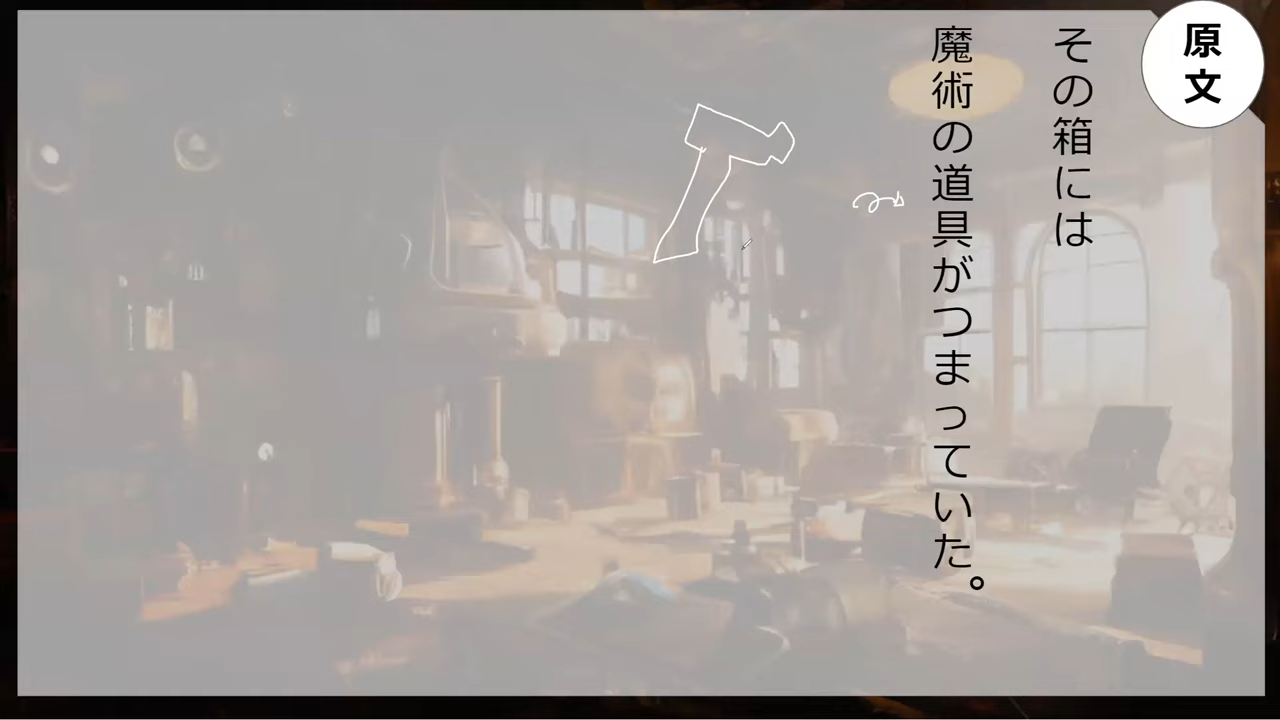 原文
その箱には
魔術の道具がつまっていた。